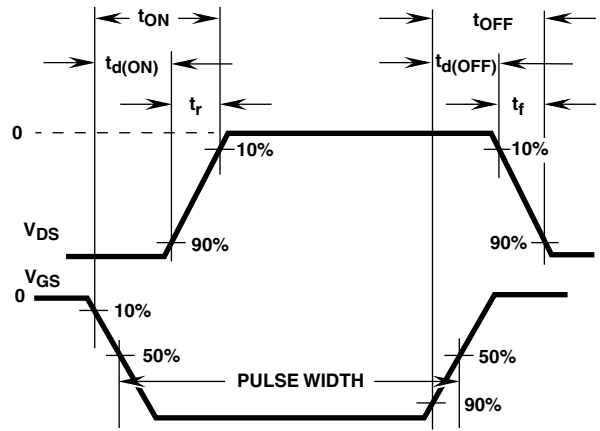 tON tOFF
td(ON) td(OFF)
tr tf
0
10% 10%
VDS 90% 90%
VGS
0
10%
50% 50%
PULSE WIDTH
90%